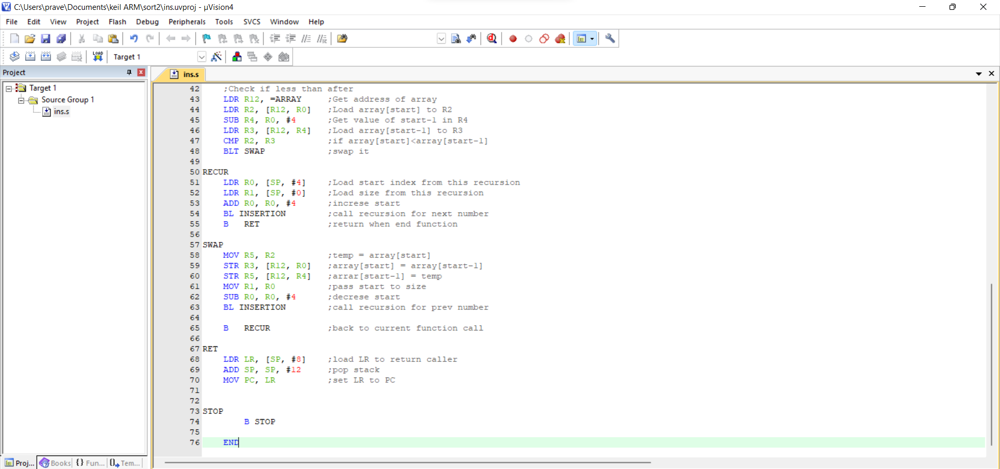 C:\Users\prave\Documents\keil ARM\sort2\ins.uvproj - µVision4
File Edit View Project Flash Debug Peripherals Tools SVCS Window Help
LOAD Target 1
Project
ins.s
Target 1
Source Group 1
ins.s
42 ;Check if less than after
43 LDR R12, =ARRAY ;Get address of array
44 LDR R2, [R12, R0] ;Load array[start] to R2
45 SUB R4, R0, #4 ;Get value of start-1 in R4
46 LDR R3, [R12, R4] ;Load array[start-1] to R3
47 CMP R2, R3 ;if array[start]<array[start-1]
48 BLT SWAP ;swap it
49
50 RECUR
51 LDR R0, [SP, #4] ;Load start index from this recursion
52 LDR R1, [SP, #0] ;Load size from this recursion
53 ADD R0, R0, #4 ;increse start
54 BL INSERTION ;call recursion for next number
55 B RET ;return when end function
56
57 SWAP
58 MOV R5, R2 ;temp = array[start]
59 STR R3, [R12, R0] ;array[start] = array[start-1]
60 STR R5, [R12, R4] ;arrar[start-1] = temp
61 MOV R1, R0 ;pass start to size
62 SUB R0, R0, #4 ;decrese start
63 BL INSERTION ;call recursion for prev number
64
65 B RECUR ;back to current function call
66
67 RET
68 LDR LR, [SP, #8] ;load LR to return caller
69 ADD SP, SP, #12 ;pop stack
70 MOV PC, LR ;set LR to PC
71
72
73 STOP
74 B STOP
75
76 END
Proj... Books {} Fun... Tem...